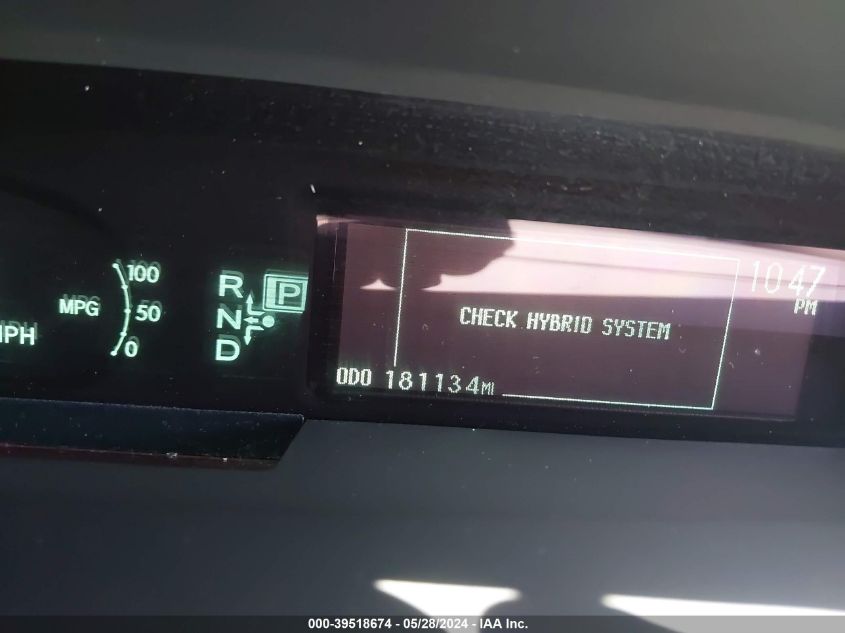 100
MPG 50
0
MPH
R P
N
D
10:47
PM
CHECK HYBRID SYSTEM
ODO 181134MI
000-39518674 - 05/28/2024 - IAA Inc.